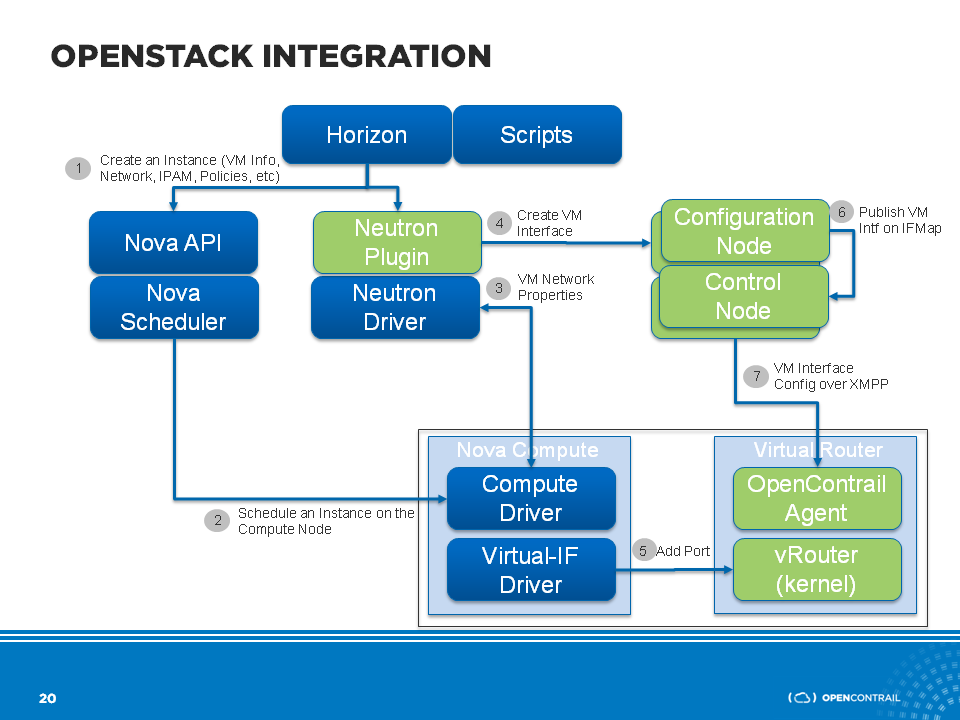 OPENSTACK INTEGRATION
Horizon
Scripts
1
Create an Instance (VM Info,
Network, IPAM, Policies, etc)
Nova API
Nova
Scheduler
Neutron
Plugin
Neutron
Driver
4
Create VM
Interface
3
VM Network
Properties
Configuration
Node
Control
Node
6
Publish VM
Intf on IFMap
7
VM Interface
Config over XMPP
2
Schedule an Instance on the
Compute Node
Nova Compute
Compute
Driver
Virtual-IF
Driver
5
Add Port
Virtual Router
OpenContrail
Agent
vRouter
(kernel)
20
OPENCONTRAIL